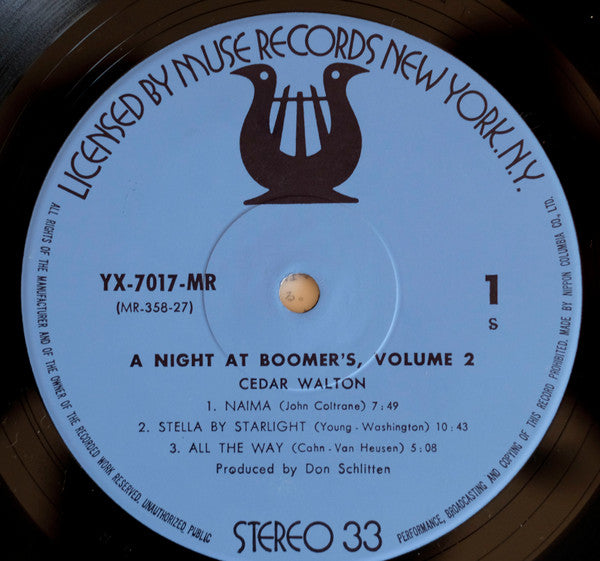 LICENSED BY MUSE RECORDS NEW YORK.N.Y.
YX-7017-MR
(MR-358-27)
1
S
A NIGHT AT BOOMER'S, VOLUME 2
CEDAR WALTON
1. NAIMA (John Coltrane) 7:49
2. STELLA BY STARLIGHT (Young-Washington) 10:43
3. ALL THE WAY (Cahn-Van Heusen) 5:08
Produced by Don Schlitten
ALL RIGHTS OF THE MANUFACTURER AND OF THE OWNER OF THE RECORDED WORK RESERVED. UNAUTHORIZED PUBLIC PERFORMANCE, BROADCASTING AND COPYING OF THIS RECORD PROHIBITED. MADE BY NIPPON COLUMBIA CO., LTD.
STEREO 33